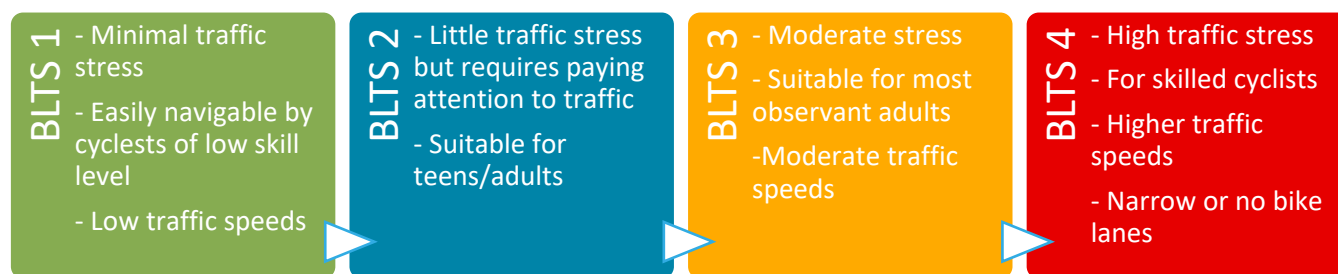 BLTS 1
- Minimal traffic
stress
- Easily navigable by
cyclests of low skill
level
- Low traffic speeds
BLTS 2
- Little traffic stress
but requires paying
attention to traffic
- Suitable for
teens/adults
BLTS 3
- Moderate stress
- Suitable for most
observant adults
-Moderate traffic
speeds
BLTS 4
- High traffic stress
- For skilled cyclists
- Higher traffic
speeds
- Narrow or no bike
lanes